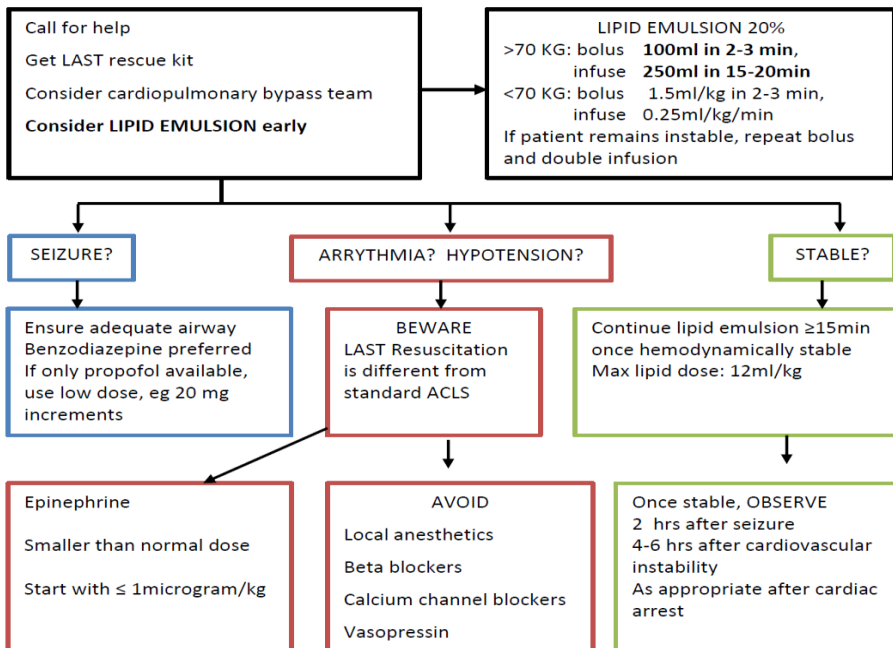 Call for help
Get LAST rescue kit
Consider cardiopulmonary bypass team
Consider LIPID EMULSION early
LIPID EMULSION 20%
>70 KG: bolus 100ml in 2-3 min,
infuse 250ml in 15-20min
<70 KG: bolus 1.5ml/kg in 2-3 min,
infuse 0.25ml/kg/min
If patient remains instable, repeat bolus
and double infusion
SEIZURE?
ARRYTHMIA? HYPOTENSION?
STABLE?
Ensure adequate airway
Benzodiazepine preferred
If only propofol available,
use low dose, eg 20 mg
increments
BEWARE
LAST Resuscitation
is different from
standard ACLS
Continue lipid emulsion ≥15min
once hemodynamically stable
Max lipid dose: 12ml/kg
Epinephrine
Smaller than normal dose
Start with ≤ 1microgram/kg
AVOID
Local anesthetics
Beta blockers
Calcium channel blockers
Vasopressin
Once stable, OBSERVE
2 hrs after seizure
4-6 hrs after cardiovascular
instability
As appropriate after cardiac
arrest